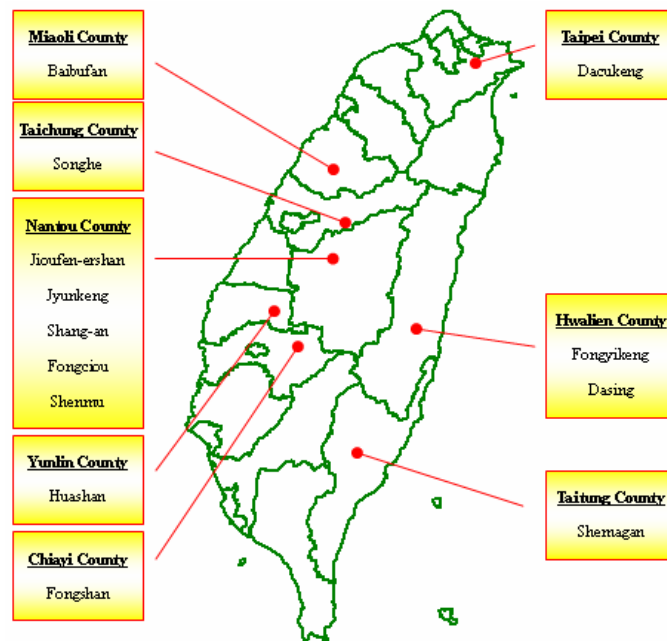 Miaoli County
Baibufan
Taichung County
Songhe
Nantou County
Jioufen-ershan
Jyunkeng
Shang-an
Fongciou
Shenmu
Yunlin County
Huashan
Chiayi County
Fongshan
Taipei County
Dacukeng
Hwalien County
Fongyikeng
Dasing
Taitung County
Shemagan